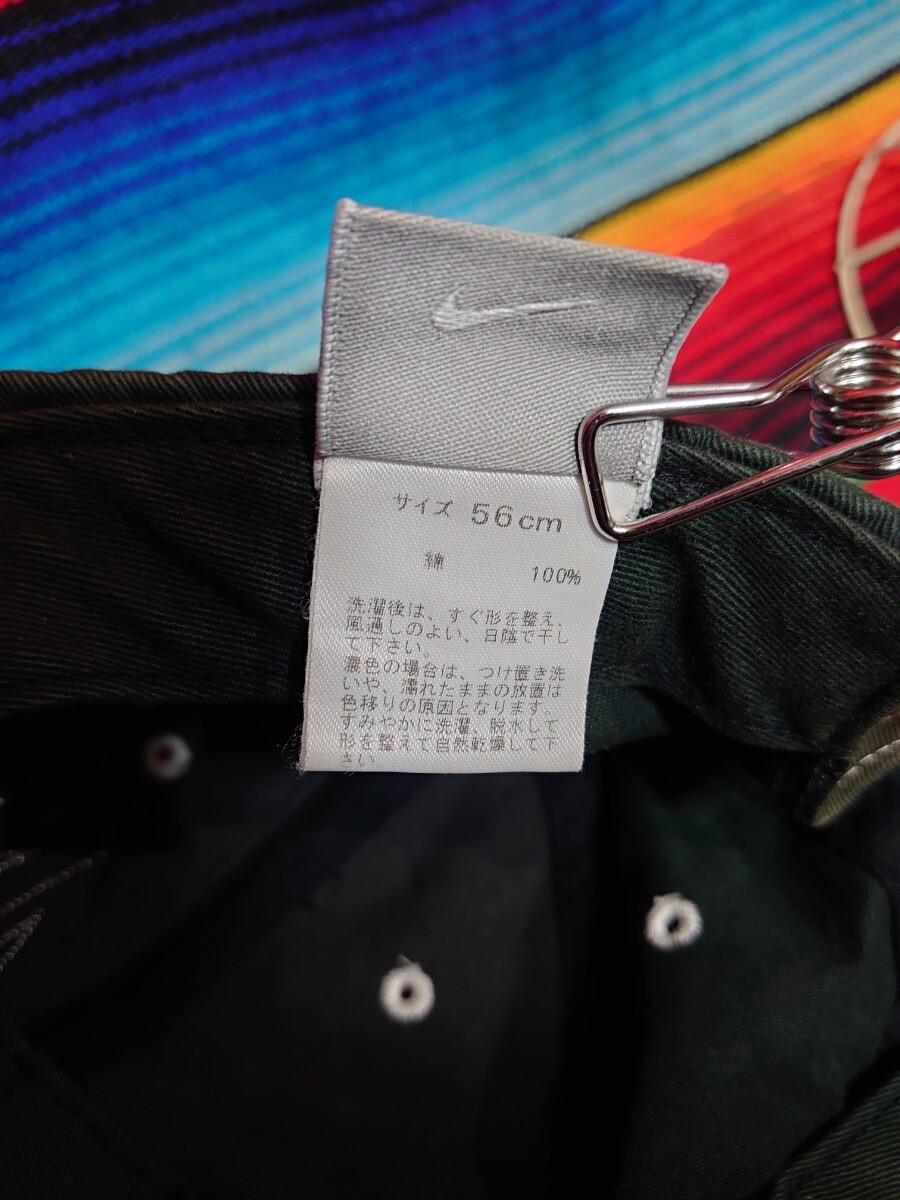 サイズ 56cm
綿 100%
洗濯後は、すぐ形を整え、
風通しのよい、日陰で干し
て下さい。
濃色の場合は、つけ置き洗
いや、濡れたままの放置は
色移りの原因となります。
すみやかに洗濯、脱水して
形を整えて自然乾燥して下
さい。